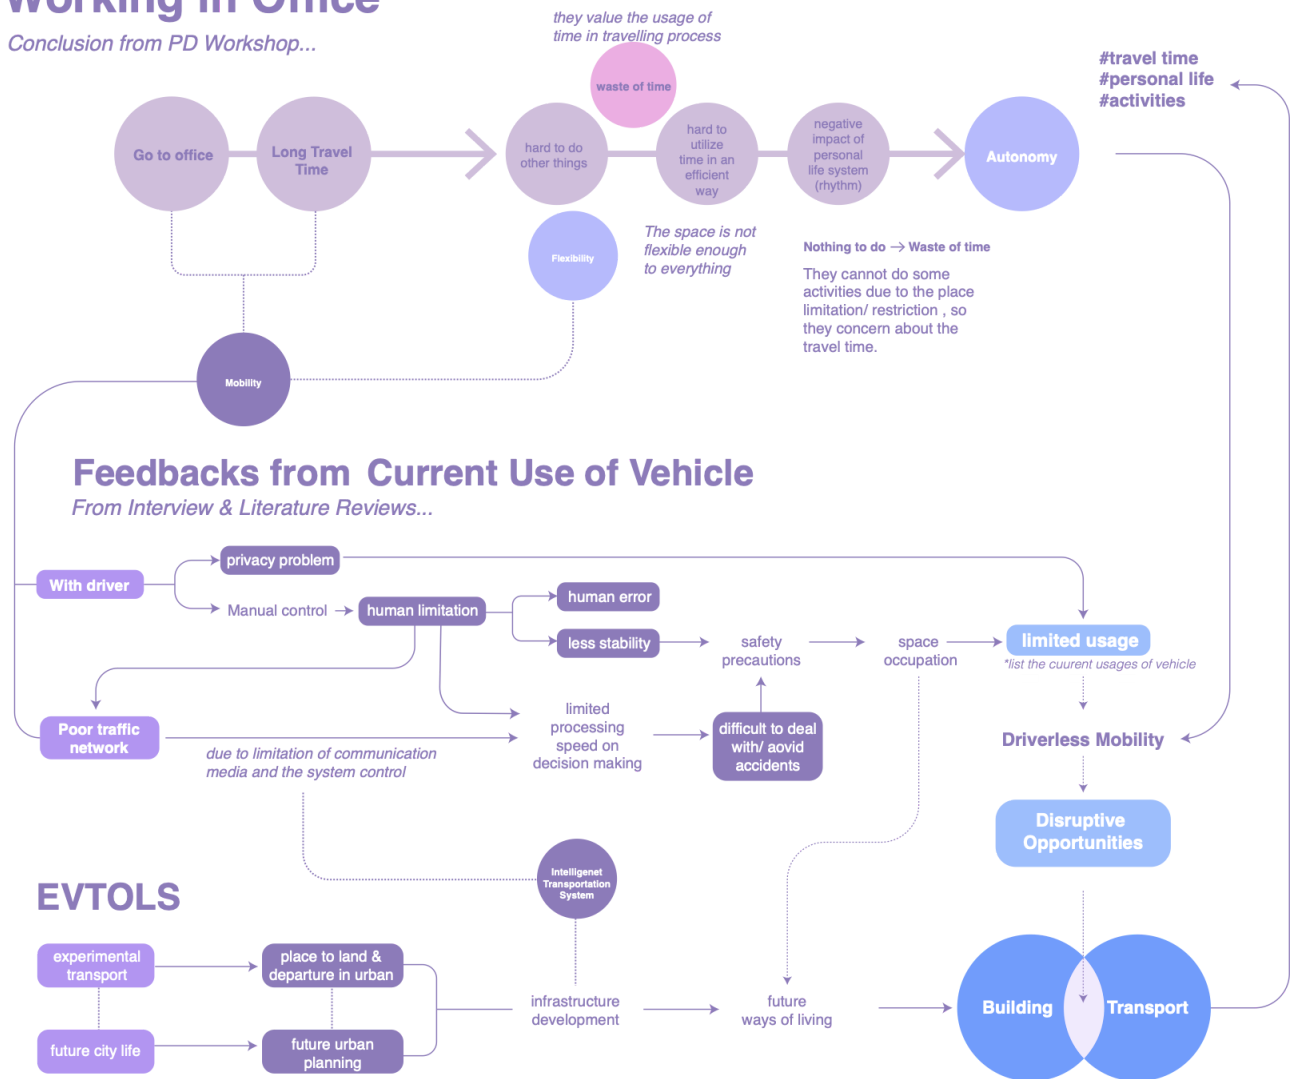 Working in Office
Conclusion from PD Workshop...
they value the usage of
time in travelling process
waste of time
#travel time
#personal life
#activities
Go to office
Long Travel
Time
hard to do
other things
hard to
utilize
time in an
efficient
way
negative
impact of
personal
life system
(rhythm)
Autonomy
Flexibility
The space is not
flexible enough
to everything
Nothing to do → Waste of time
They cannot do some
activities due to the place
limitation/ restriction , so
they concern about the
travel time.
Mobility
Feedbacks from Current Use of Vehicle
From Interview & Literature Reviews...
With driver
privacy problem
Manual control
human limitation
human error
less stability
safety
precautions
space
occupation
limited usage
*list the cuurent usages of vehicle
Poor traffic
network
due to limitation of communication
media and the system control
limited
processing
speed on
decision making
difficult to deal
with/ aovid
accidents
Driverless Mobility
Disruptive
Opportunities
Intelligenet
Transportation
System
EVTOLS
experimental
transport
place to land &
departure in urban
future city life
future urban
planning
infrastructure
development
future
ways of living
Building
Transport